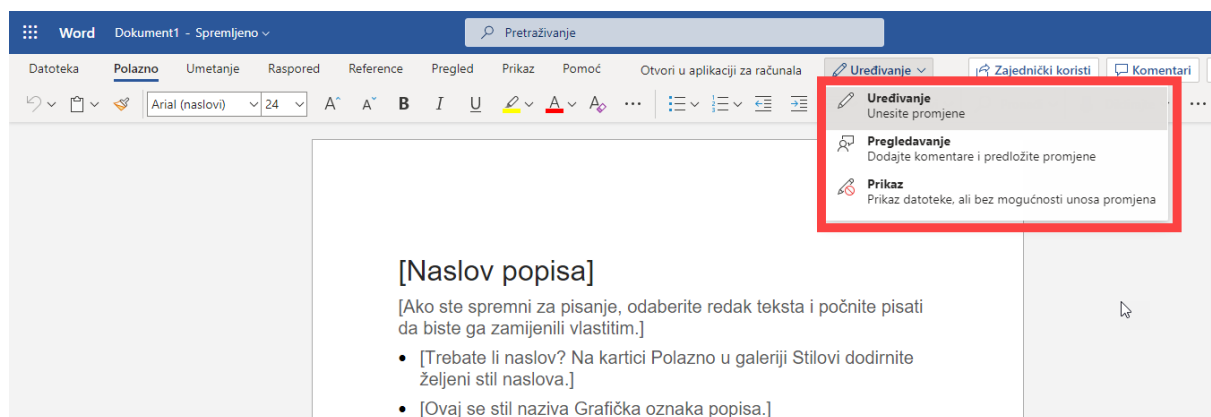 Word Dokument1 - Spremljeno Pretraživanje
Datoteka Polazno Umetanje Raspored Reference Pregled Prikaz Pomoć Otvori u aplikaciji za računala Uređivanje Zajednički koristi Komentari
Arial (naslovi) 24 A A B I U A A
Uređivanje
Unesite promjene
Pregledavanje
Dodajte komentare i predložite promjene
Prikaz
Prikaz datoteke, ali bez mogućnosti unosa promjena
[Naslov popisa]
[Ako ste spremni za pisanje, odaberite redak teksta i počnite pisati
da biste ga zamijenili vlastitim.]
• [Trebate li naslov? Na kartici Polazno u galeriji Stilovi dodirnite
željeni stil naslova.]
• [Ovaj se stil naziva Grafička oznaka popisa.]